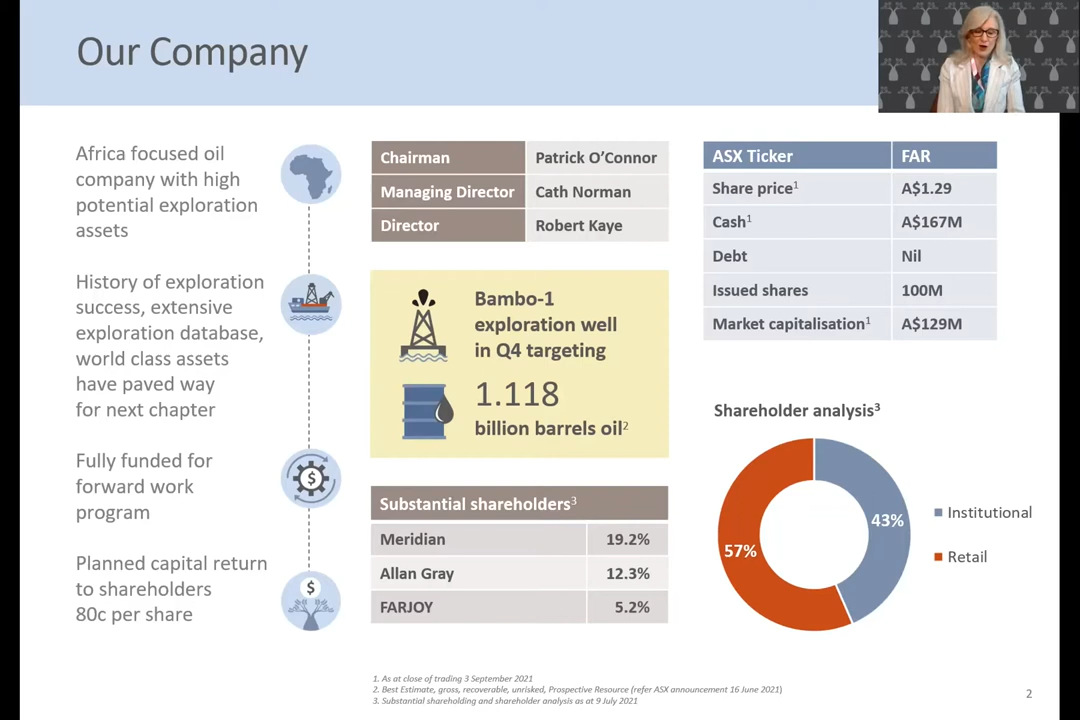 Our Company
Africa focused oil
company with high
potential exploration
assets
History of exploration
success, extensive
exploration database,
world class assets
have paved way
for next chapter
Fully funded for
forward work
program
Planned capital return
to shareholders
80c per share
$
$
Chairman Patrick O’Connor
Managing Director Cath Norman
Director Robert Kaye
Bambo-1
exploration well
in Q4 targeting
1.118
billion barrels oil²
Substantial shareholders³
Meridian 19.2%
Allan Gray 12.3%
FARJOY 5.2%
ASX Ticker FAR
Share price¹ A$1.29
Cash¹ A$167M
Debt Nil
Issued shares 100M
Market capitalisation¹ A$129M
Shareholder analysis³
43%
57%
Institutional
Retail
1. As at close of trading 3 September 2021
2. Best Estimate, gross, recoverable, unrisked, Prospective Resource (refer ASX announcement 16 June 2021)
3. Substantial shareholding and shareholder analysis as at 9 July 2021
2